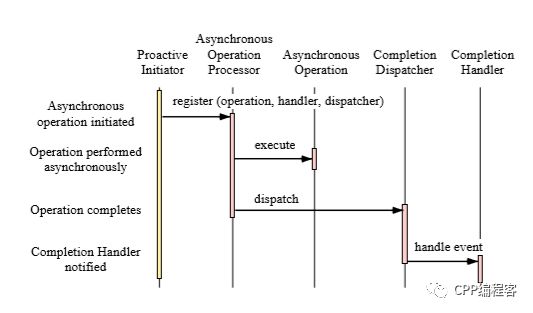 Asynchronous
Proactive Operation Asynchronous Completion Completion
Initiator Processor Operation Dispatcher Handler
register (operation, handler, dispatcher)
Asynchronous
operation initiated
execute
Operation performed
asynchronously
dispatch
Operation completes
handle event
Completion Handler
notified
CPP编程客